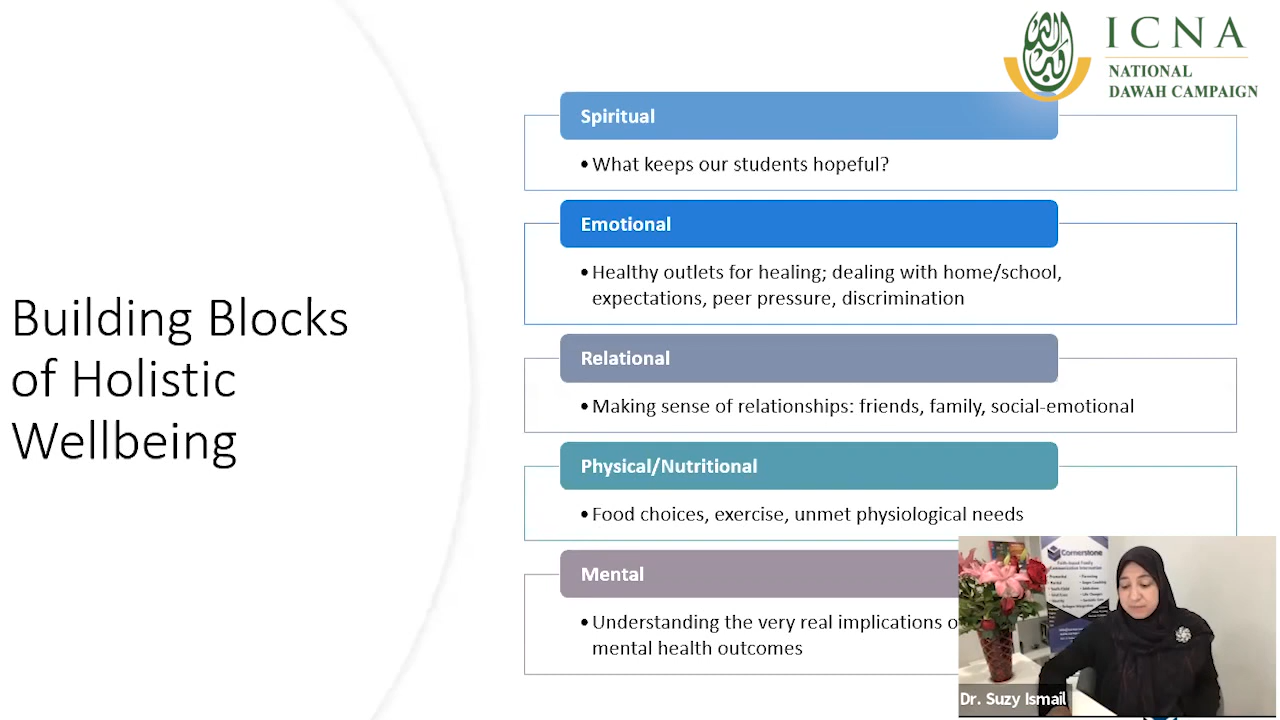 ICNA
NATIONAL
DAWAH CAMPAIGN
Building Blocks
of Holistic
Wellbeing
Spiritual
• What keeps our students hopeful?
Emotional
• Healthy outlets for healing; dealing with home/school,
expectations, peer pressure, discrimination
Relational
• Making sense of relationships: friends, family, social-emotional
Physical/Nutritional
• Food choices, exercise, unmet physiological needs
Mental
• Understanding the very real implications o
mental health outcomes
Cornerstone
Dr. Suzy Ismail